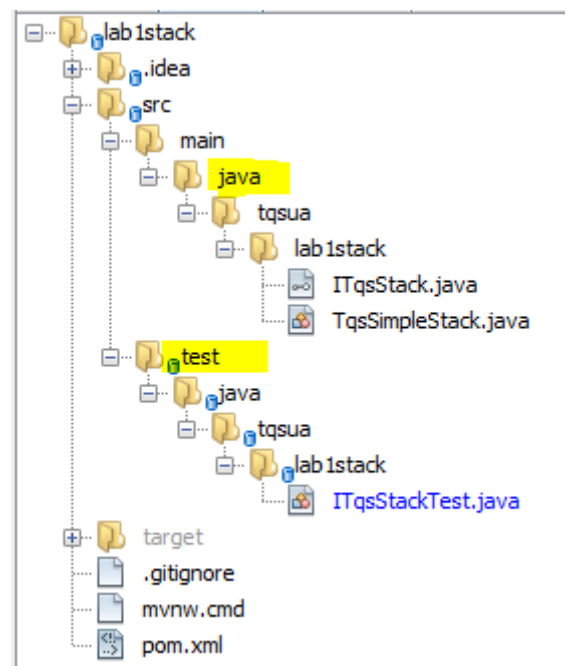 lab1stack
.idea
src
main
java
tqsua
lab1stack
ITqsStack.java
TqsSimpleStack.java
test
java
tqsua
lab1stack
ITqsStackTest.java
target
.gitignore
mvnw.cmd
pom.xml